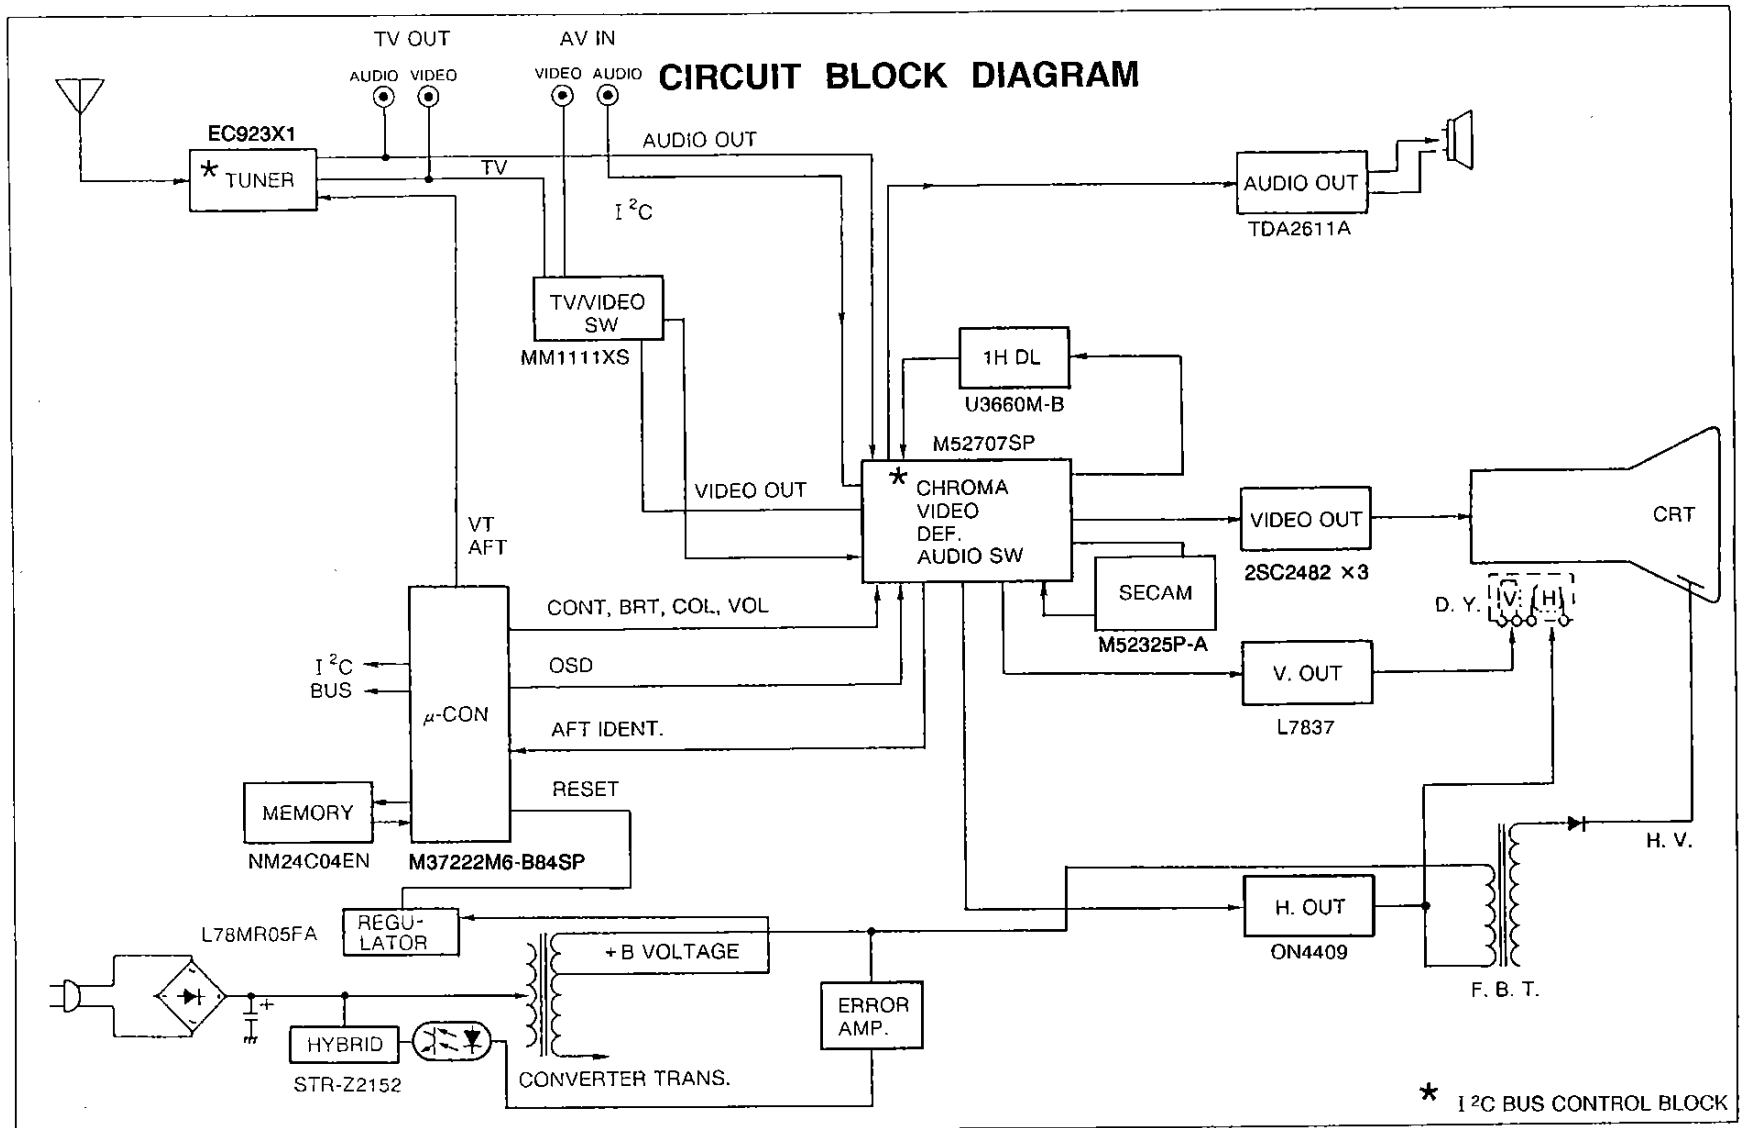 TV OUT
AV IN
AUDIO VIDEO
VIDEO AUDIO
CIRCUIT BLOCK DIAGRAM
EC923X1
* TUNER
AUDIO OUT
TV
I²C
AUDIO OUT
TDA2611A
TV/VIDEO
SW
MM1111XS
1H DL
U3660M-B
M52707SP
* CHROMA
VIDEO
DEF.
AUDIO SW
VIDEO OUT
VIDEO OUT
2SC2482 ×3
CRT
VT
AFT
SECAM
M52325P-A
D. Y.
V
H
CONT, BRT, COL, VOL
I²C
BUS
OSD
μ-CON
V. OUT
L7837
AFT IDENT.
RESET
MEMORY
NM24C04EN
M37222M6-B84SP
H. V.
L78MR05FA
REGU-
LATOR
+B VOLTAGE
H. OUT
ON4409
F. B. T.
+
ERROR
AMP.
HYBRID
STR-Z2152
CONVERTER TRANS.
* I²C BUS CONTROL BLOCK